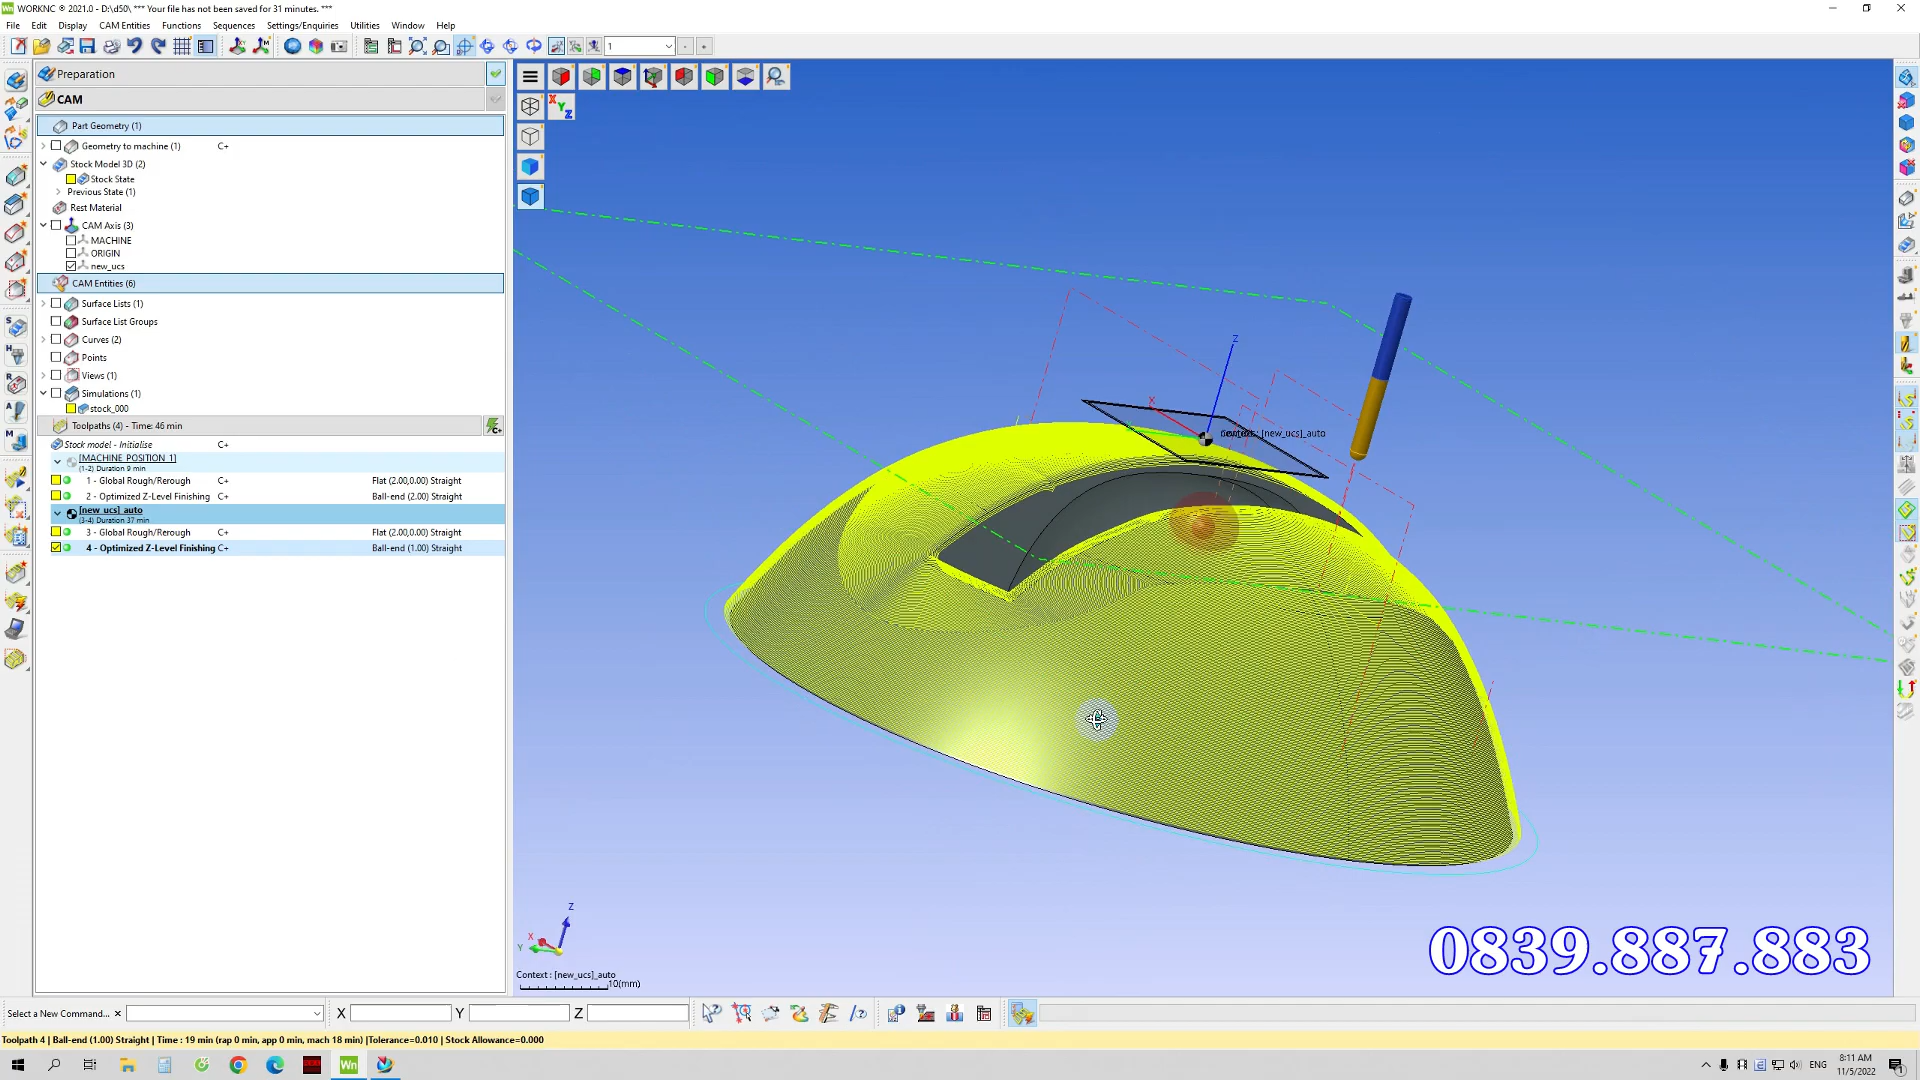 WORKNC ® 2021.0 - D:\d50\ *** Your file has not been saved for 31 minutes. ***
File Edit Display CAM Entities Functions Sequences Settings/Enquiries Utilities Window Help
1
Preparation
CAM
Part Geometry (1)
Geometry to machine (1) C+
Stock Model 3D (2)
Stock State
Previous State (1)
Rest Material
CAM Axis (3)
MACHINE
ORIGIN
new_ucs
CAM Entities (6)
Surface Lists (1)
Surface List Groups
Curves (2)
Points
Views (1)
Simulations (1)
stock_000
Toolpaths (4) - Time: 46 min
Stock model - Initialise C+
[MACHINE POSITION 1]
(1-2) Duration 9 min
1 - Global Rough/Rerough C+ Flat (2.00,0.00) Straight
2 - Optimized Z-Level Finishing C+ Ball-end (2.00) Straight
[new_ucs]_auto
(3-4) Duration 37 min
3 - Global Rough/Rerough C+ Flat (2.00,0.00) Straight
4 - Optimized Z-Level Finishing C+ Ball-end (1.00) Straight
X Y Z
Z
X
[new_ucs]_auto
Z
X
Y
Context : [new_ucs]_auto
10(mm)
0839.887.883
Select a New Command... X Y Z
Toolpath 4 | Ball-end (1.00) Straight | Time : 19 min (rap 0 min, app 0 min, mach 18 min) |Tolerance=0.010 | Stock Allowance=0.000
Wn
ENG
8:11 AM
11/5/2022